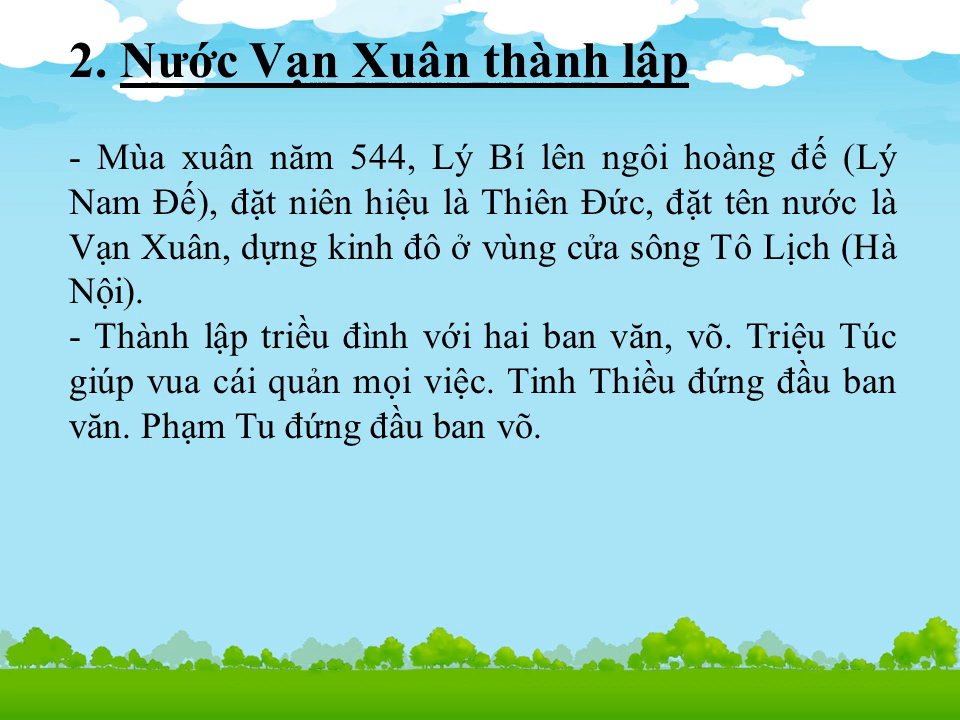 2. Nước Vạn Xuân thành lập
- Mùa xuân năm 544, Lý Bí lên ngôi hoàng đế (Lý
Nam Đế), đặt niên hiệu là Thiên Đức, đặt tên nước là
Vạn Xuân, dựng kinh đô ở vùng cửa sông Tô Lịch (Hà
Nội).
- Thành lập triều đình với hai ban văn, võ. Triệu Túc
giúp vua cái quản mọi việc. Tinh Thiều đứng đầu ban
văn. Phạm Tu đứng đầu ban võ.